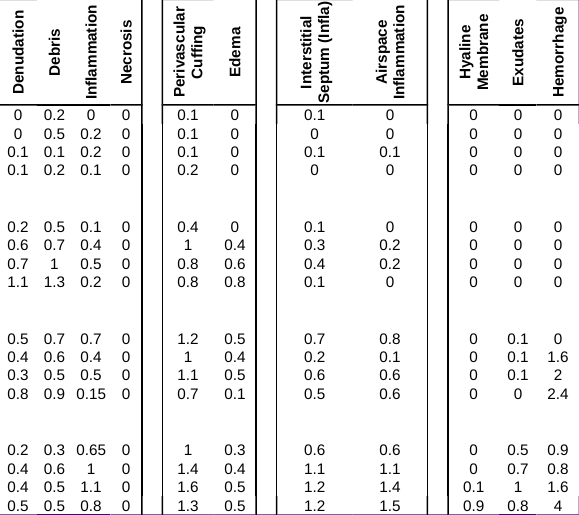 Denudation Debris Inflammation Necrosis Perivascular Cuffing Edema Interstitial Septum (Infla) Airspace Inflammation Hyaline Membrane Exudates Hemorrhage
0 0.2 0 0 0.1 0 0.1 0 0 0 0
0 0.5 0.2 0 0.1 0 0 0 0 0 0
0.1 0.1 0.2 0 0.1 0 0.1 0.1 0 0 0
0.1 0.2 0.1 0 0.2 0 0 0 0 0 0
0.2 0.5 0.1 0 0.4 0 0.1 0 0 0 0
0.6 0.7 0.4 0 1 0.4 0.3 0.2 0 0 0
0.7 1 0.5 0 0.8 0.6 0.4 0.2 0 0 0
1.1 1.3 0.2 0 0.8 0.8 0.1 0 0 0 0
0.5 0.7 0.7 0 1.2 0.5 0.7 0.8 0 0.1 0
0.4 0.6 0.4 0 1 0.4 0.2 0.1 0 0.1 1.6
0.3 0.5 0.5 0 1.1 0.5 0.6 0.6 0 0.1 2
0.8 0.9 0.15 0 0.7 0.1 0.5 0.6 0 0 2.4
0.2 0.3 0.65 0 1 0.3 0.6 0.6 0 0.5 0.9
0.4 0.6 1 0 1.4 0.4 1.1 1.1 0 0.7 0.8
0.4 0.5 1.1 0 1.6 0.5 1.2 1.4 0.1 1 1.6
0.5 0.5 0.8 0 1.3 0.5 1.2 1.5 0.9 0.8 4